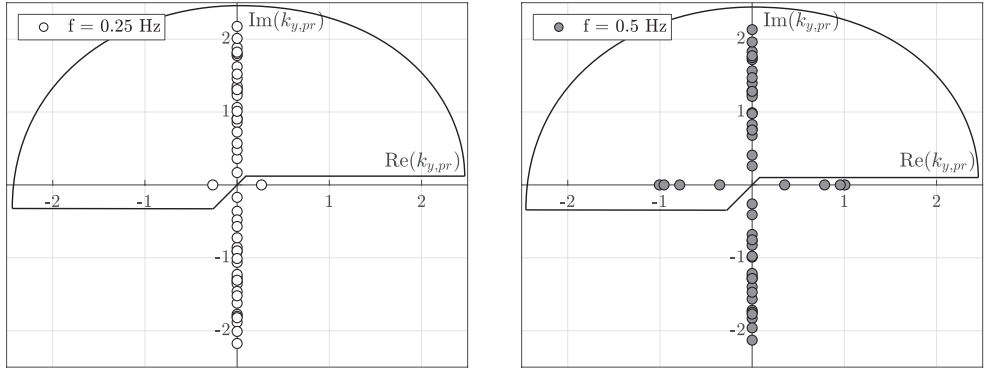 f = 0.25 Hz
Im(k_{y,pr})
2
1
Re(k_{y,pr})
-2
-1
1
2
-1
-2
f = 0.5 Hz
Im(k_{y,pr})
2
1
Re(k_{y,pr})
-2
-1
1
2
-1
-2